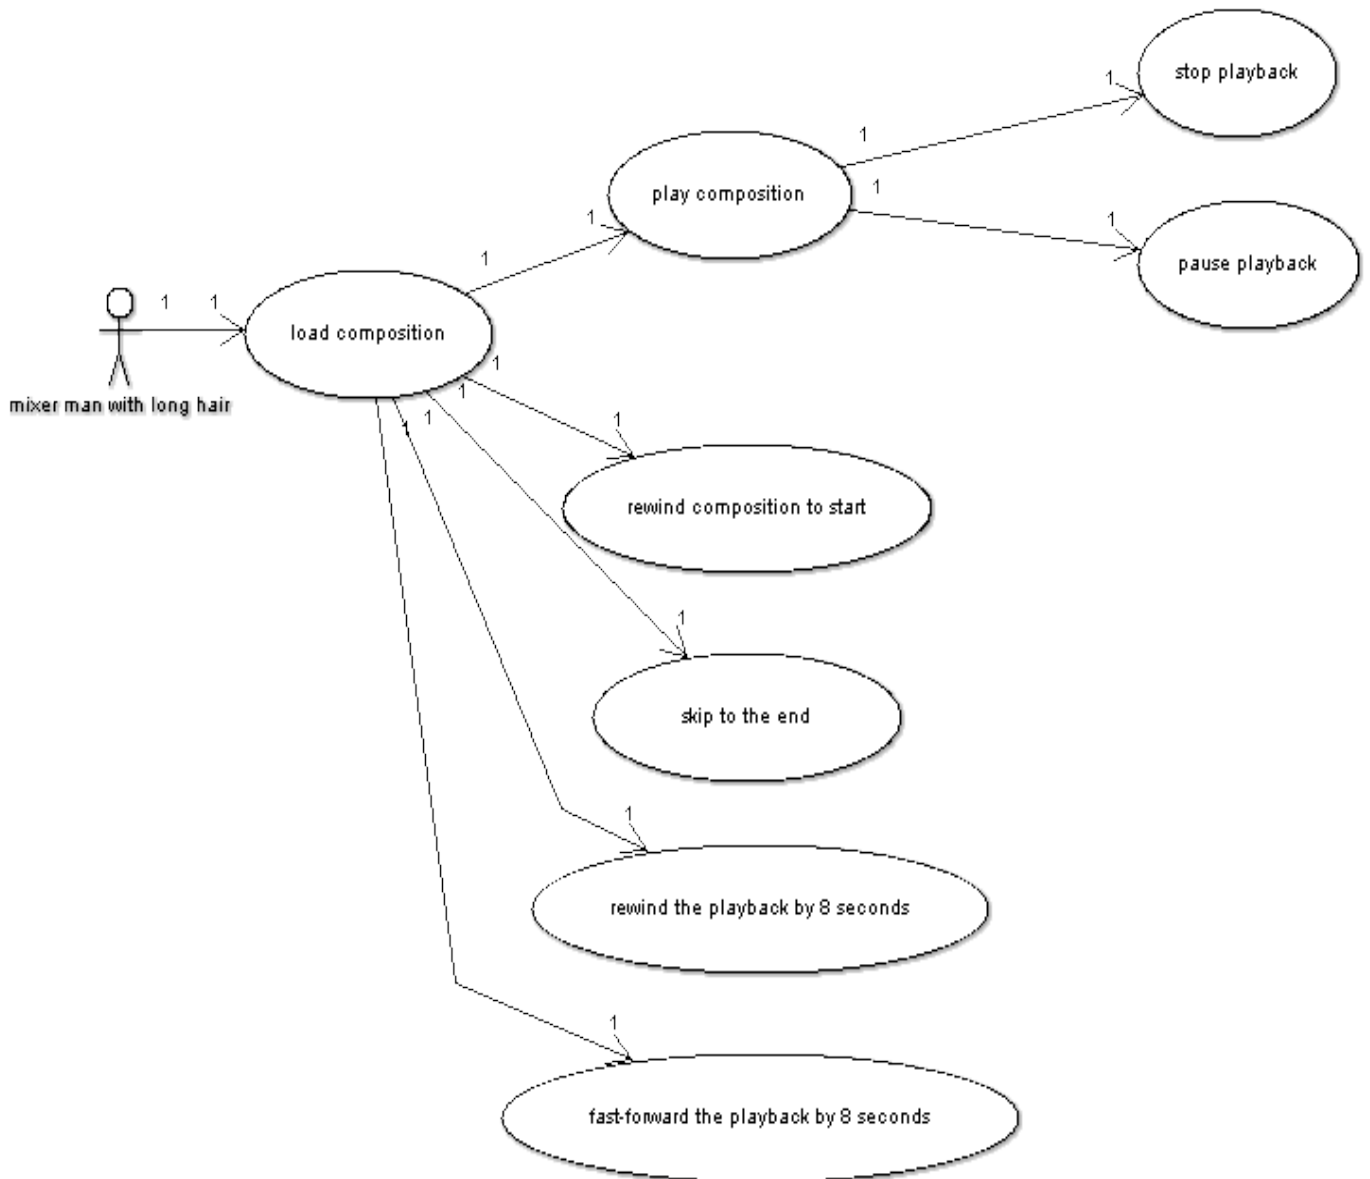 stop playback
1
1
play composition
1
pause playback
1
1
1
1
1
load composition
mixer man with long hair
1
1
1
1
1
rewind composition to start
1
skip to the end
1
rewind the playback by 8 seconds
1
fast-forward the playback by 8 seconds